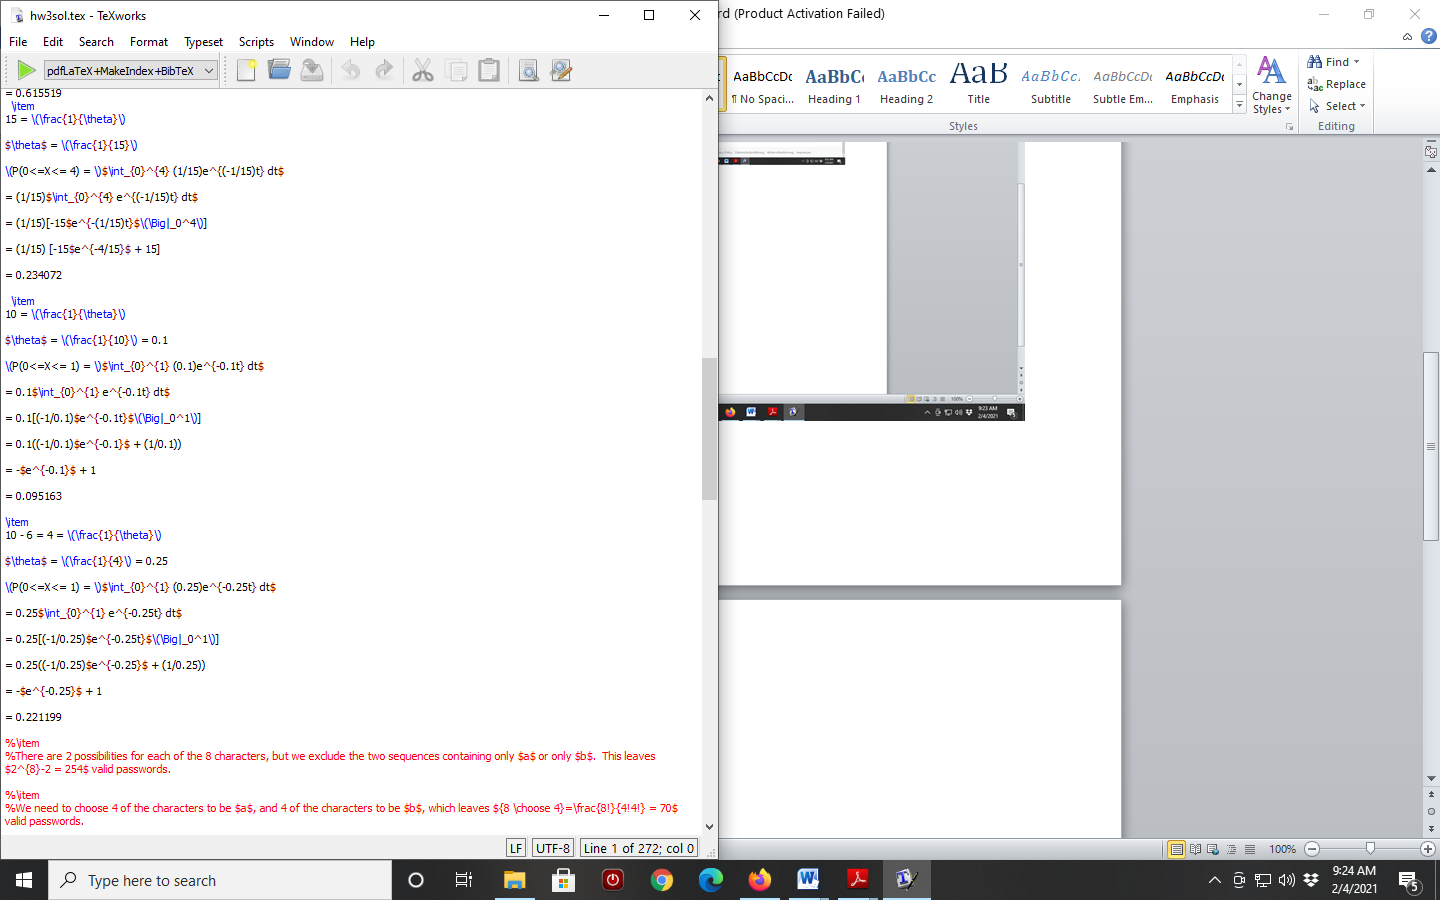 hw3sol.tex - TeXworks
File Edit Search Format Typeset Scripts Window Help
pdfLaTeX+MakeIndex+BibTeX
= 0.615519
\item
15 = \(\frac{1}{\theta}\)
$\theta$ = \(\frac{1}{15}\)
\(P(0<=X<= 4) = \)$\int_{0}^{4} (1/15)e^{(-1/15)t} dt$
= (1/15)$\int_{0}^{4} e^{(-1/15)t} dt$
= (1/15)[-15$e^{-(1/15)t}$\(\Big|_0^4\)]
= (1/15) [-15$e^{-4/15}$ + 15]
= 0.234072
\item
10 = \(\frac{1}{\theta}\)
$\theta$ = \(\frac{1}{10}\) = 0.1
\(P(0<=X<= 1) = \)$\int_{0}^{1} (0.1)e^{-0.1t} dt$
= 0.1$\int_{0}^{1} e^{-0.1t} dt$
= 0.1[(-1/0.1)$e^{-0.1t}$\(\Big|_0^1\)]
= 0.1((-1/0.1)$e^{-0.1}$ + (1/0.1))
= -$e^{-0.1}$ + 1
= 0.095163
\item
10 - 6 = 4 = \(\frac{1}{\theta}\)
$\theta$ = \(\frac{1}{4}\) = 0.25
\(P(0<=X<= 1) = \)$\int_{0}^{1} (0.25)e^{-0.25t} dt$
= 0.25$\int_{0}^{1} e^{-0.25t} dt$
= 0.25[(-1/0.25)$e^{-0.25t}$\(\Big|_0^1\)]
= 0.25((-1/0.25)$e^{-0.25}$ + (1/0.25))
= -$e^{-0.25}$ + 1
= 0.221199
%\item
%There are 2 possibilities for each of the 8 characters, but we exclude the two sequences containing only $a$ or only $b$.  This leaves
$2^{8}-2 = 254$ valid passwords.
%\item
%We need to choose 4 of the characters to be $a$, and 4 of the characters to be $b$, which leaves ${8 \choose 4}=\frac{8!}{4!4!} = 70$
valid passwords.
LF UTF-8 Line 1 of 272; col 0
rd (Product Activation Failed)
AaBbCcDc AaBbCc AaBbCc AaB AaBbCc. AaBbCcDc AaBbCcDc
¶ No Spaci... Heading 1 Heading 2 Title Subtitle Subtle Em... Emphasis
Change
Styles
Styles
Find
Replace
Select
Editing
100%
9:23 AM
2/4/2021
100%
Type here to search
9:24 AM
2/4/2021
5